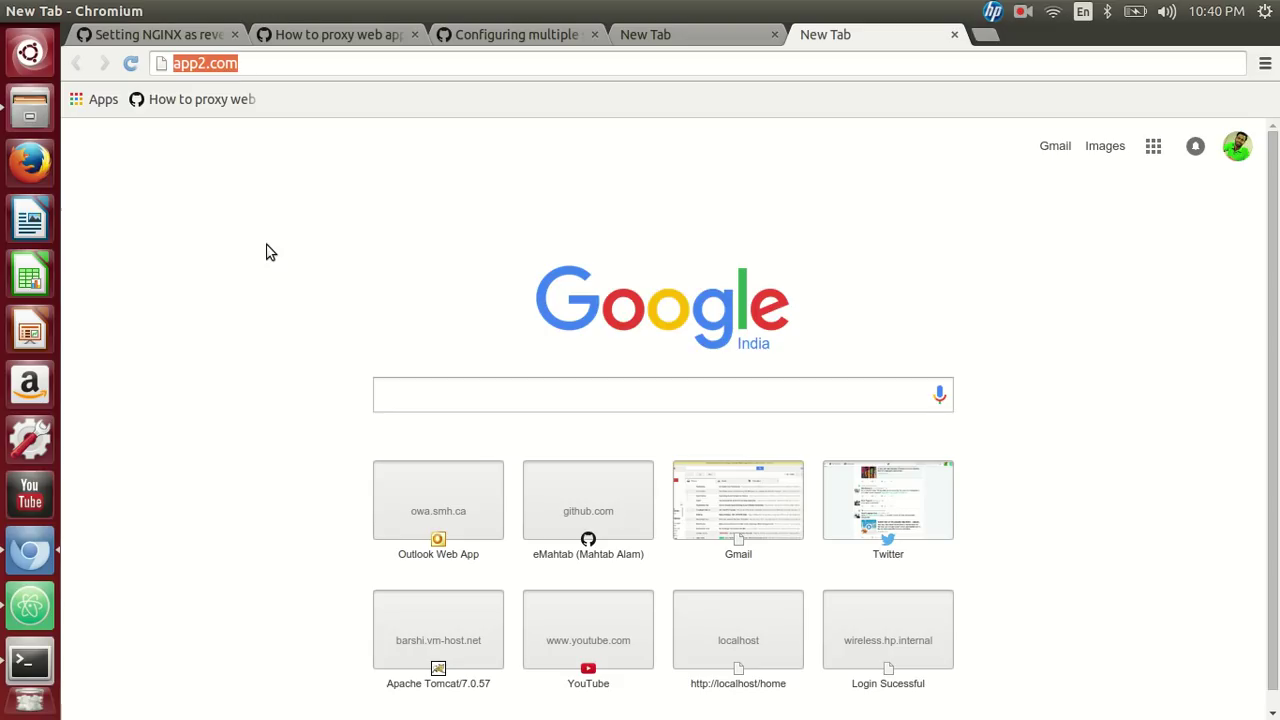 New Tab - Chromium
hp
En
10:40 PM
Setting NGINX as reve
How to proxy web app
Configuring multiple
New Tab
New Tab
app2.com
Apps
How to proxy web
Gmail
Images
Google
India
owa.smh.ca
github.com
Outlook Web App
eMahtab (Mahtab Alam)
Gmail
Twitter
a
You
Tube
barshi.vm-host.net
www.youtube.com
localhost
wireless.hp.internal
Apache Tomcat/7.0.57
YouTube
http://localhost/home
Login Sucessful